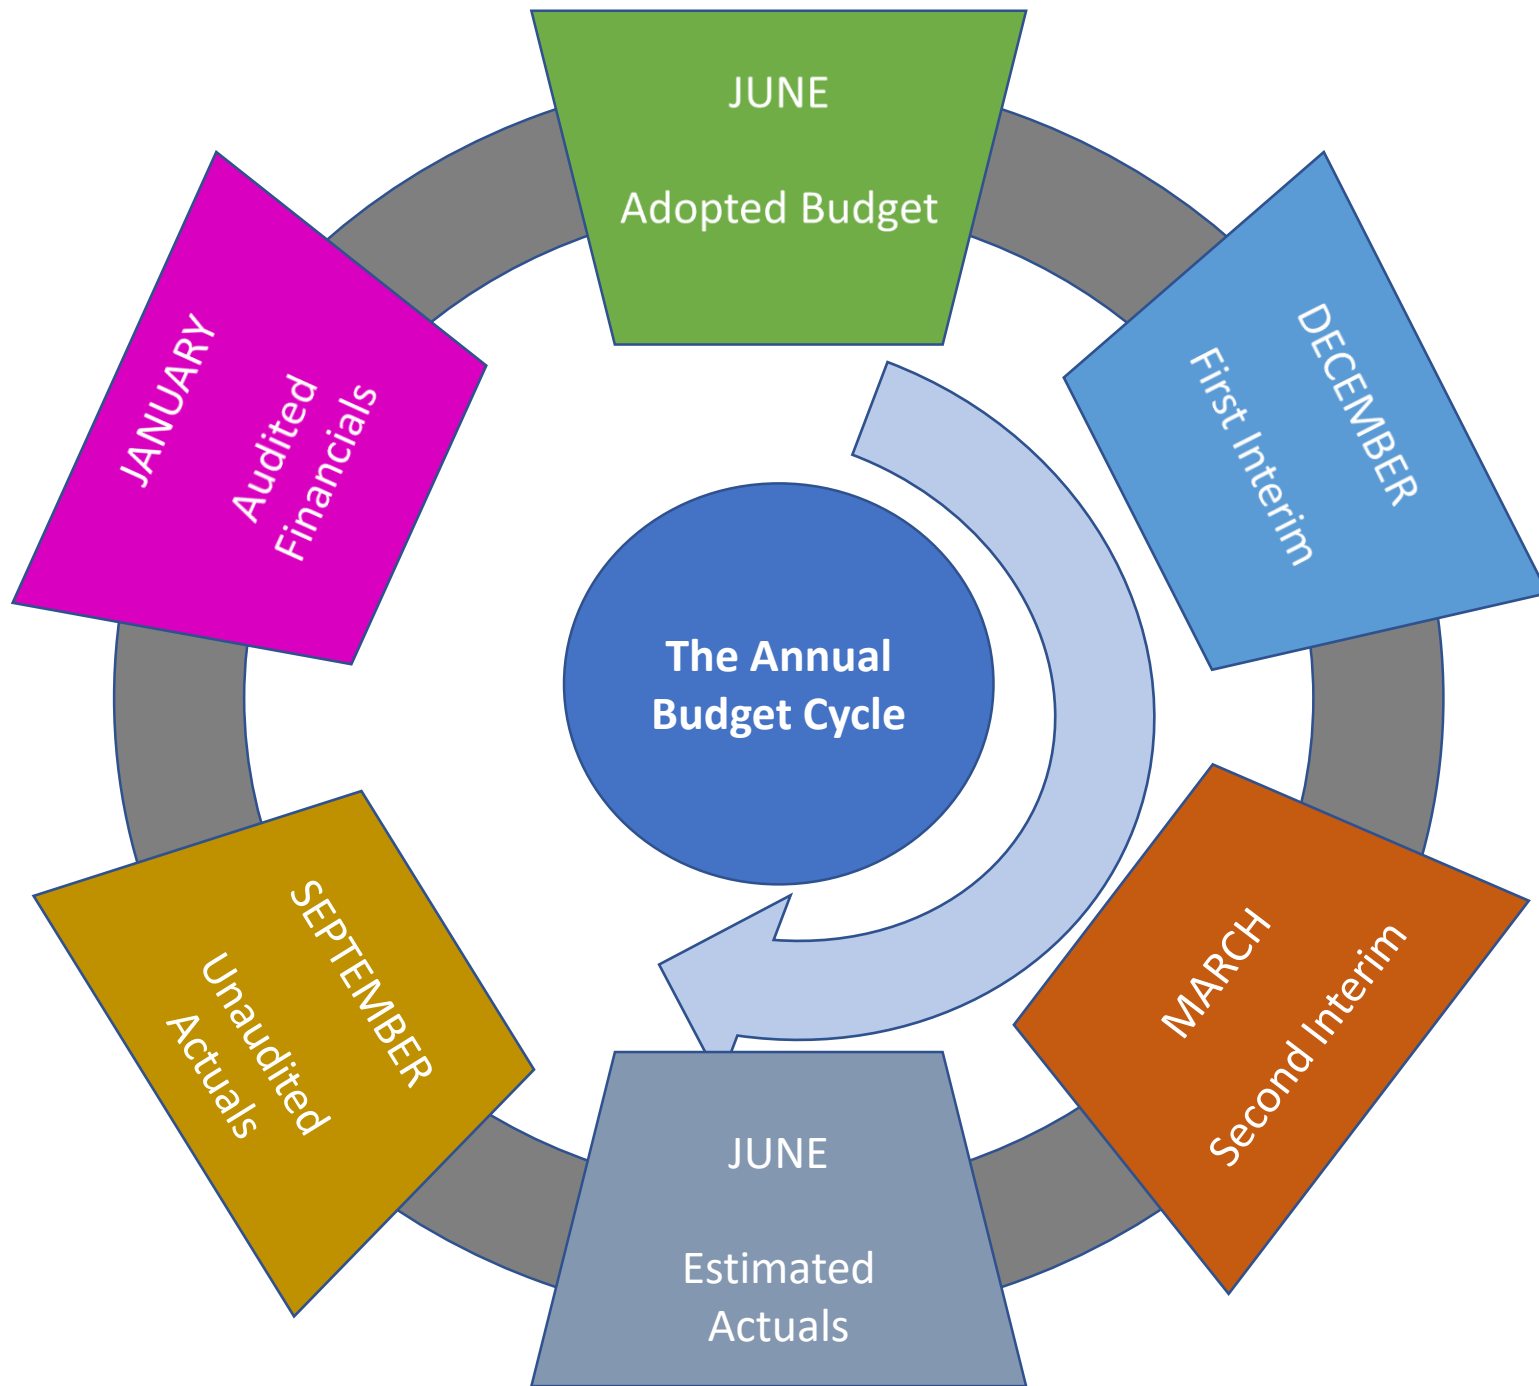 JUNE
Adopted Budget
DECEMBER
First Interim
MARCH
Second Interim
JUNE
Estimated
Actuals
SEPTEMBER
Unaudited
Actuals
JANUARY
Audited
Financials
The Annual
Budget Cycle